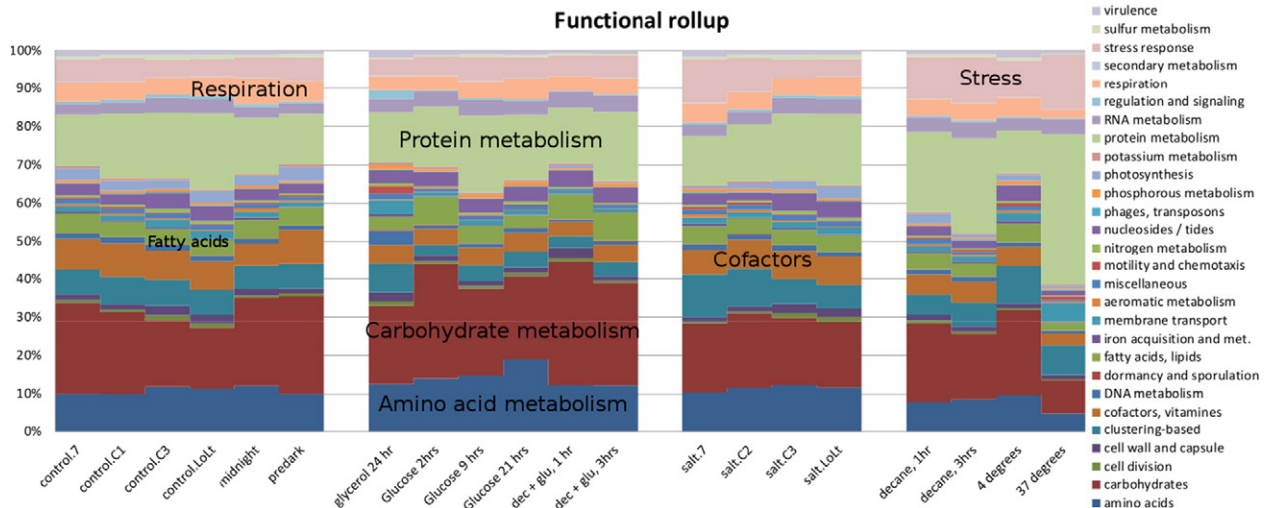 Functional rollup
100%
90%
80%
70%
60%
50%
40%
30%
20%
10%
0%
Respiration
Fatty acids
Protein metabolism
Carbohydrate metabolism
Amino acid metabolism
Cofactors
Stress
control.7
control.C1
control.C3
control.LoLt
midnight
predark
glycerol 24 hr
Glucose 2hrs
Glucose 9 hrs
Glucose 21 hrs
dec + glu, 1 hr
dec + glu, 3hrs
salt.7
salt.C2
salt.C3
salt.LoLt
decane, 1hr
decane, 3hrs
4 degrees
37 degrees
virulence
sulfur metabolism
stress response
secondary metabolism
respiration
regulation and signaling
RNA metabolism
protein metabolism
potassium metabolism
photosynthesis
phosphorous metabolism
phages, transposons
nucleosides / tides
nitrogen metabolism
motility and chemotaxis
miscellaneous
aeromatic metabolism
membrane transport
iron acquisition and met.
fatty acids, lipids
dormancy and sporulation
DNA metabolism
cofactors, vitamines
clustering-based
cell wall and capsule
cell division
carbohydrates
amino acids